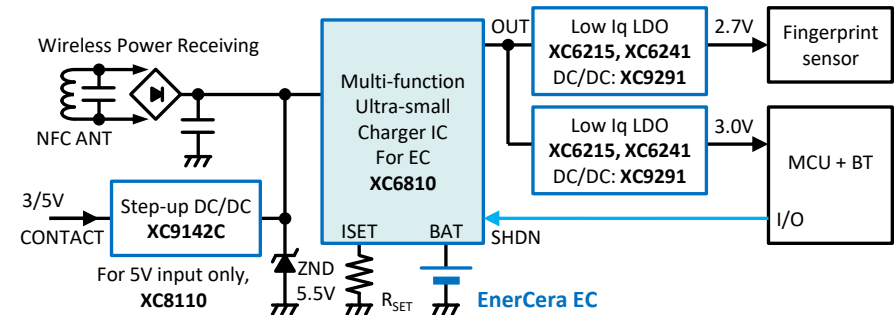 Wireless Power Receiving
NFC ANT
3/5V
CONTACT
Step-up DC/DC
XC9142C
For 5V input only,
XC8110
ZND
5.5V
Multi-function
Ultra-small
Charger IC
For EC
XC6810
ISET
BAT
RSET
EnerCera EC
OUT
SHDN
Low Iq LDO
XC6215, XC6241
DC/DC: XC9291
2.7V
Fingerprint
sensor
Low Iq LDO
XC6215, XC6241
DC/DC: XC9291
3.0V
MCU + BT
I/O